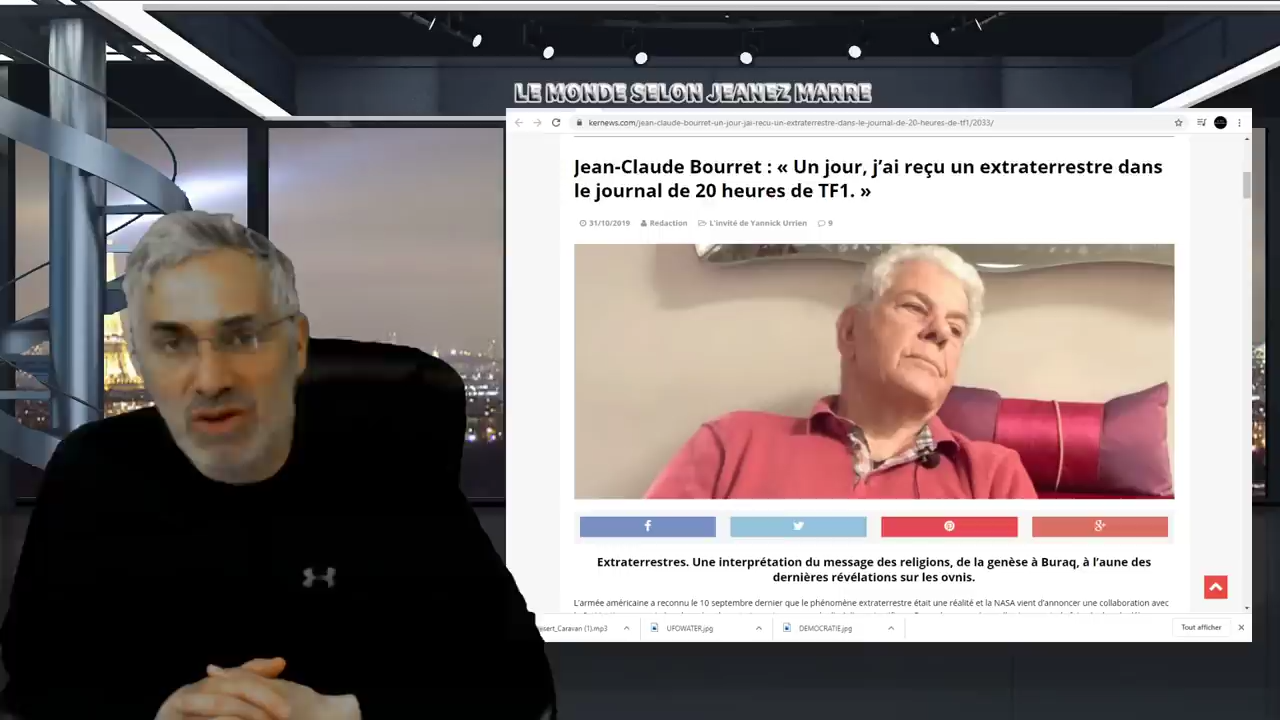 LE MONDE SELON JEANEZ MARRE
kernews.com/jean-claude-bourret-un-jour-jai-recu-un-extraterrestre-dans-le-journal-de-20-heures-de-tf1/2033/
Jean-Claude Bourret : « Un jour, j’ai reçu un extraterrestre dans
le journal de 20 heures de TF1. »
31/10/2019 Redaction L'invité de Yannick Urrien 9
Extraterrestres. Une interprétation du message des religions, de la genèse à Buraq, à l’aune des
dernières révélations sur les ovnis.
L’armée américaine a reconnu le 10 septembre dernier que le phénomène extraterrestre était une réalité et la NASA vient d’annoncer une collaboration avec
esert_Caravan (1).mp3 UFOWATER.jpg DEMOCRATIE.jpg Tout afficher